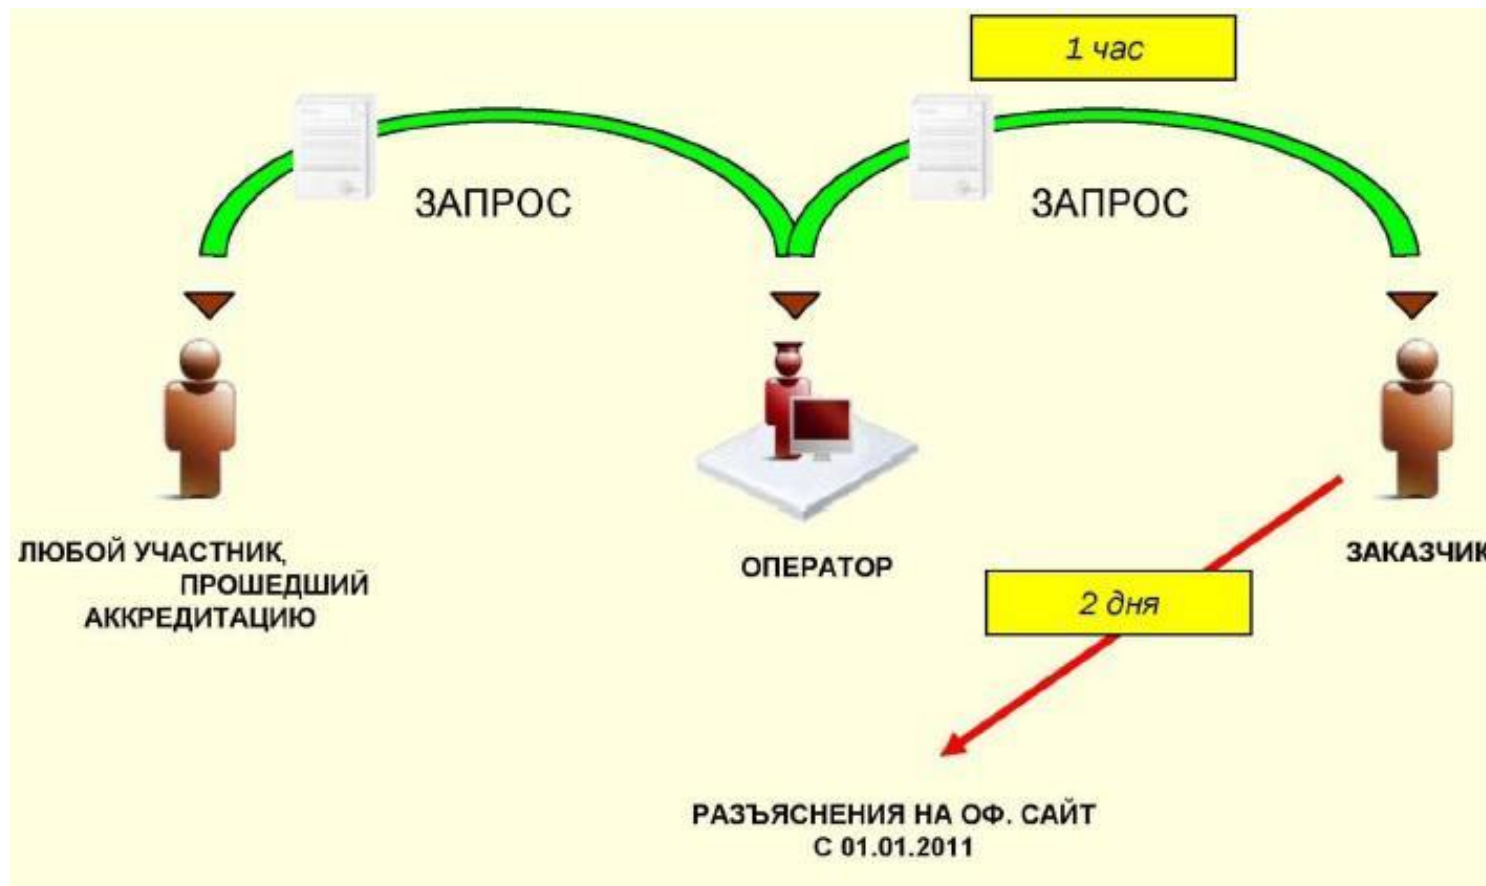 1 час
ЗАПРОС
ЗАПРОС
ЛЮБОЙ УЧАСТНИК,
ПРОШЕДШИЙ
АККРЕДИТАЦИЮ
ОПЕРАТОР
ЗАКАЗЧИК
2 дня
РАЗЪЯСНЕНИЯ НА ОФ. САЙТ
С 01.01.2011